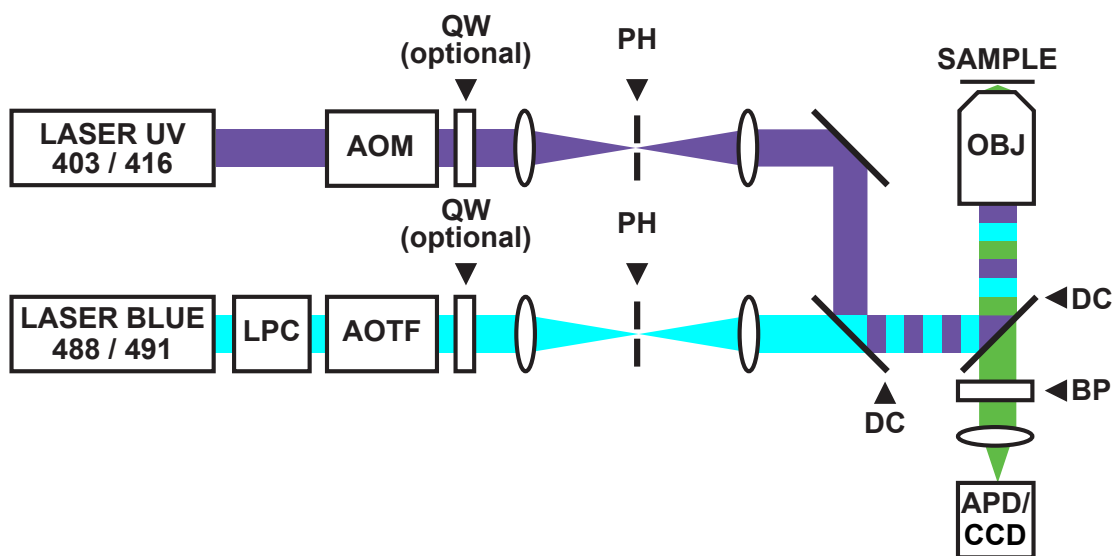 QW
(optional)
PH
SAMPLE
LASER UV
403 / 416
AOM
OBJ
QW
(optional)
PH
DC
LASER BLUE
488 / 491
LPC
AOTF
BP
DC
APD/
CCD